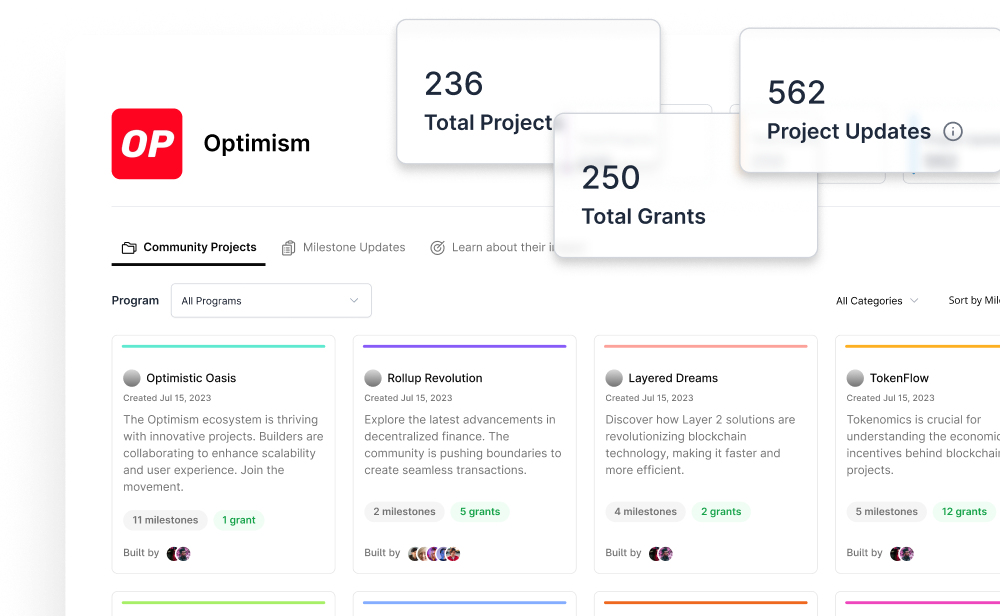 236
Total Project
562
Project Updates
250
Total Grants
OP
Optimism
Community Projects
Milestone Updates
Learn about their
Program
All Programs
All Categories
Sort by
Optimistic Oasis
Created Jul 15, 2023
The Optimism ecosystem is thriving
with innovative projects. Builders are
collaborating to enhance scalability
and user experience. Join the
movement.
11 milestones
1 grant
Built by
Rollup Revolution
Created Jul 15, 2023
Explore the latest advancements in
decentralized finance. The
community is pushing boundaries to
create seamless transactions.
2 milestones
5 grants
Built by
Layered Dreams
Created Jul 15, 2023
Discover how Layer 2 solutions are
revolutionizing blockchain
technology, making it faster and
more efficient.
4 milestones
2 grants
Built by
TokenFlow
Created Jul 15, 2023
Tokenomics is crucial for
understanding the economic
incentives behind blockchain
projects.
5 milestones
12 grants
Built by